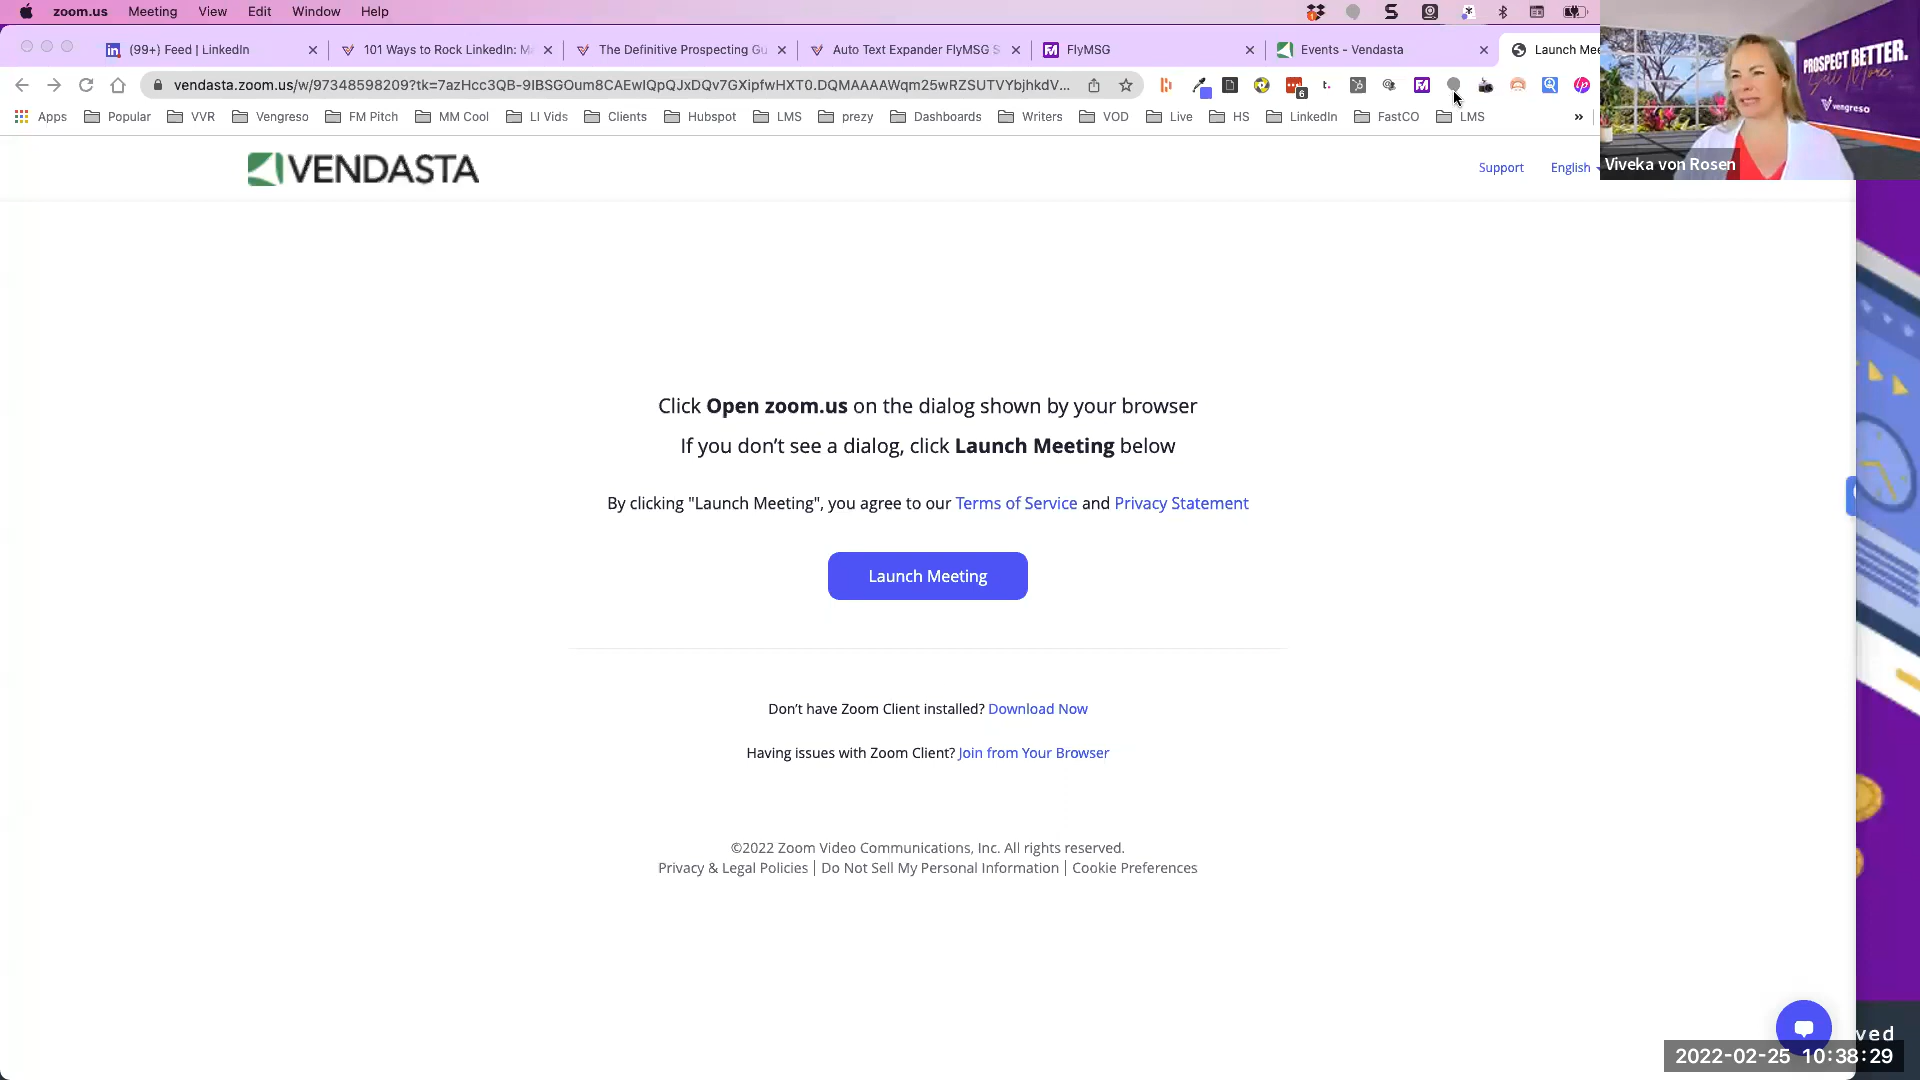 zoom.us Meeting View Edit Window Help
(99+) Feed | LinkedIn
101 Ways to Rock LinkedIn: M
The Definitive Prospecting Gu
Auto Text Expander FlyMSG S
FlyMSG
Events - Vendasta
Launch Mee
vendasta.zoom.us/w/97348598209?tk=7azHcc3QB-9IBSGOum8CAEwIQpQJxDQv7GXipfwHXT0.DQMAAAAWqm25wRZSUTVYbjhkdV...
Apps Popular VVR Vengreso FM Pitch MM Cool LI Vids Clients Hubspot LMS prezy Dashboards Writers VOD Live HS LinkedIn FastCO LMS »
PROSPECT BETTER.
Sell More.
vengreso
Viveka von Rosen
VENDASTA
Support English
Click Open zoom.us on the dialog shown by your browser
If you don’t see a dialog, click Launch Meeting below
By clicking "Launch Meeting", you agree to our Terms of Service and Privacy Statement
Launch Meeting
Don’t have Zoom Client installed? Download Now
Having issues with Zoom Client? Join from Your Browser
©2022 Zoom Video Communications, Inc. All rights reserved.
Privacy & Legal Policies | Do Not Sell My Personal Information | Cookie Preferences
ved
2022-02-25 10:38:29